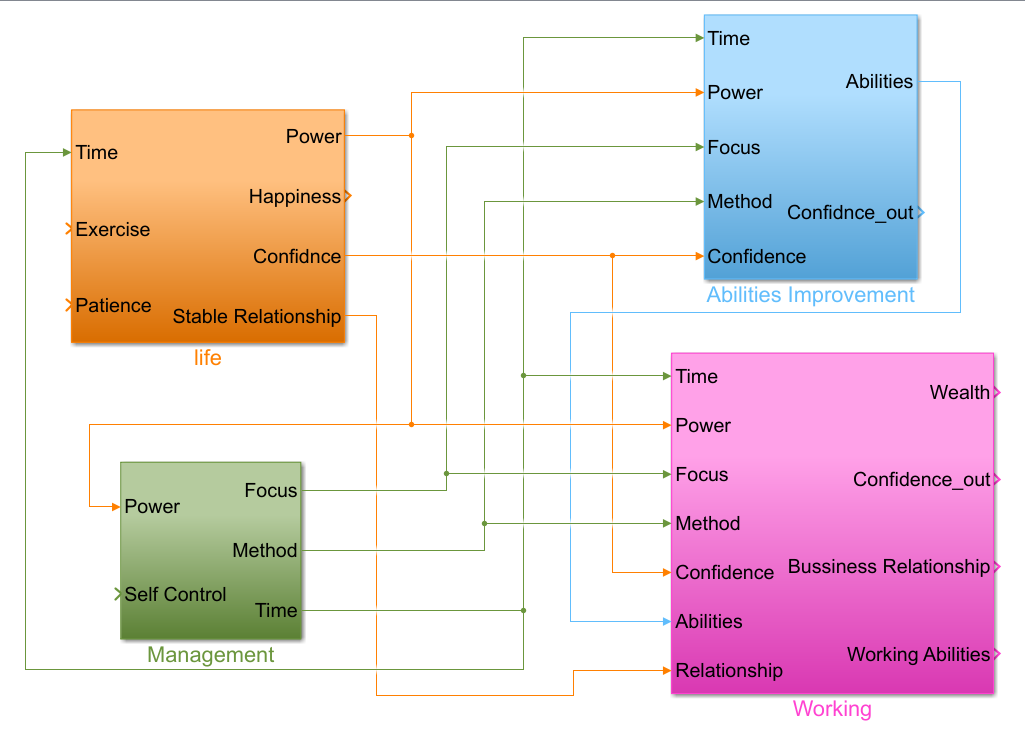 Time
Power
Focus
Method
Confidence
Abilities
Confidnce_out
Abilities Improvement
Time
Exercise
Patience
Power
Happiness
Confidnce
Stable Relationship
life
Power
Self Control
Focus
Method
Time
Management
Time
Power
Focus
Method
Confidence
Abilities
Relationship
Wealth
Confidence_out
Bussiness Relationship
Working Abilities
Working